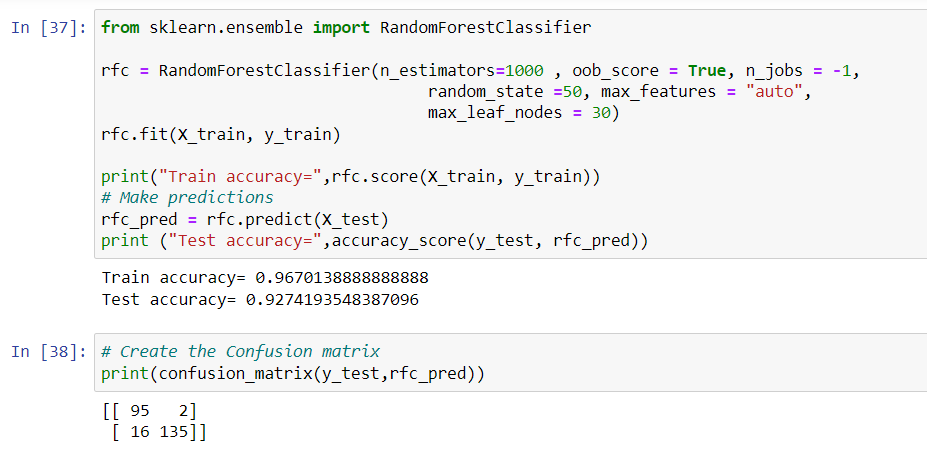 In [37]: from sklearn.ensemble import RandomForestClassifier
rfc = RandomForestClassifier(n_estimators=1000 , oob_score = True, n_jobs = -1,
random_state =50, max_features = "auto",
max_leaf_nodes = 30)
rfc.fit(X_train, y_train)
print("Train accuracy=",rfc.score(X_train, y_train))
# Make predictions
rfc_pred = rfc.predict(X_test)
print ("Test accuracy=",accuracy_score(y_test, rfc_pred))
Train accuracy= 0.9670138888888888
Test accuracy= 0.9274193548387096
In [38]: # Create the Confusion matrix
print(confusion_matrix(y_test,rfc_pred))
[[ 95   2]
[ 16 135]]